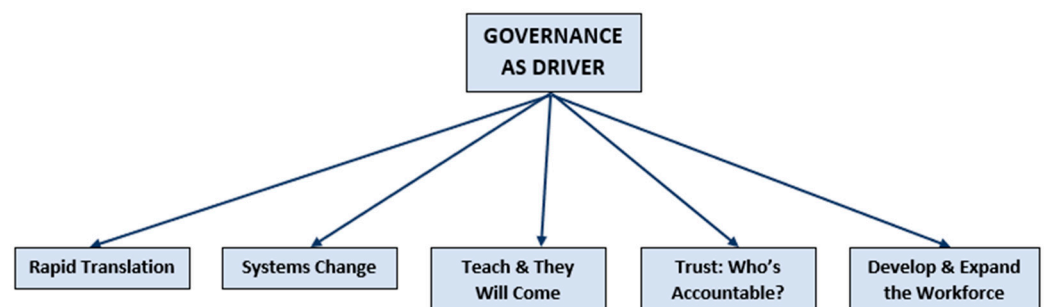 GOVERNANCE
AS DRIVER
Rapid Translation
Systems Change
Teach & They
Will Come
Trust: Who's
Accountable?
Develop & Expand
the Workforce